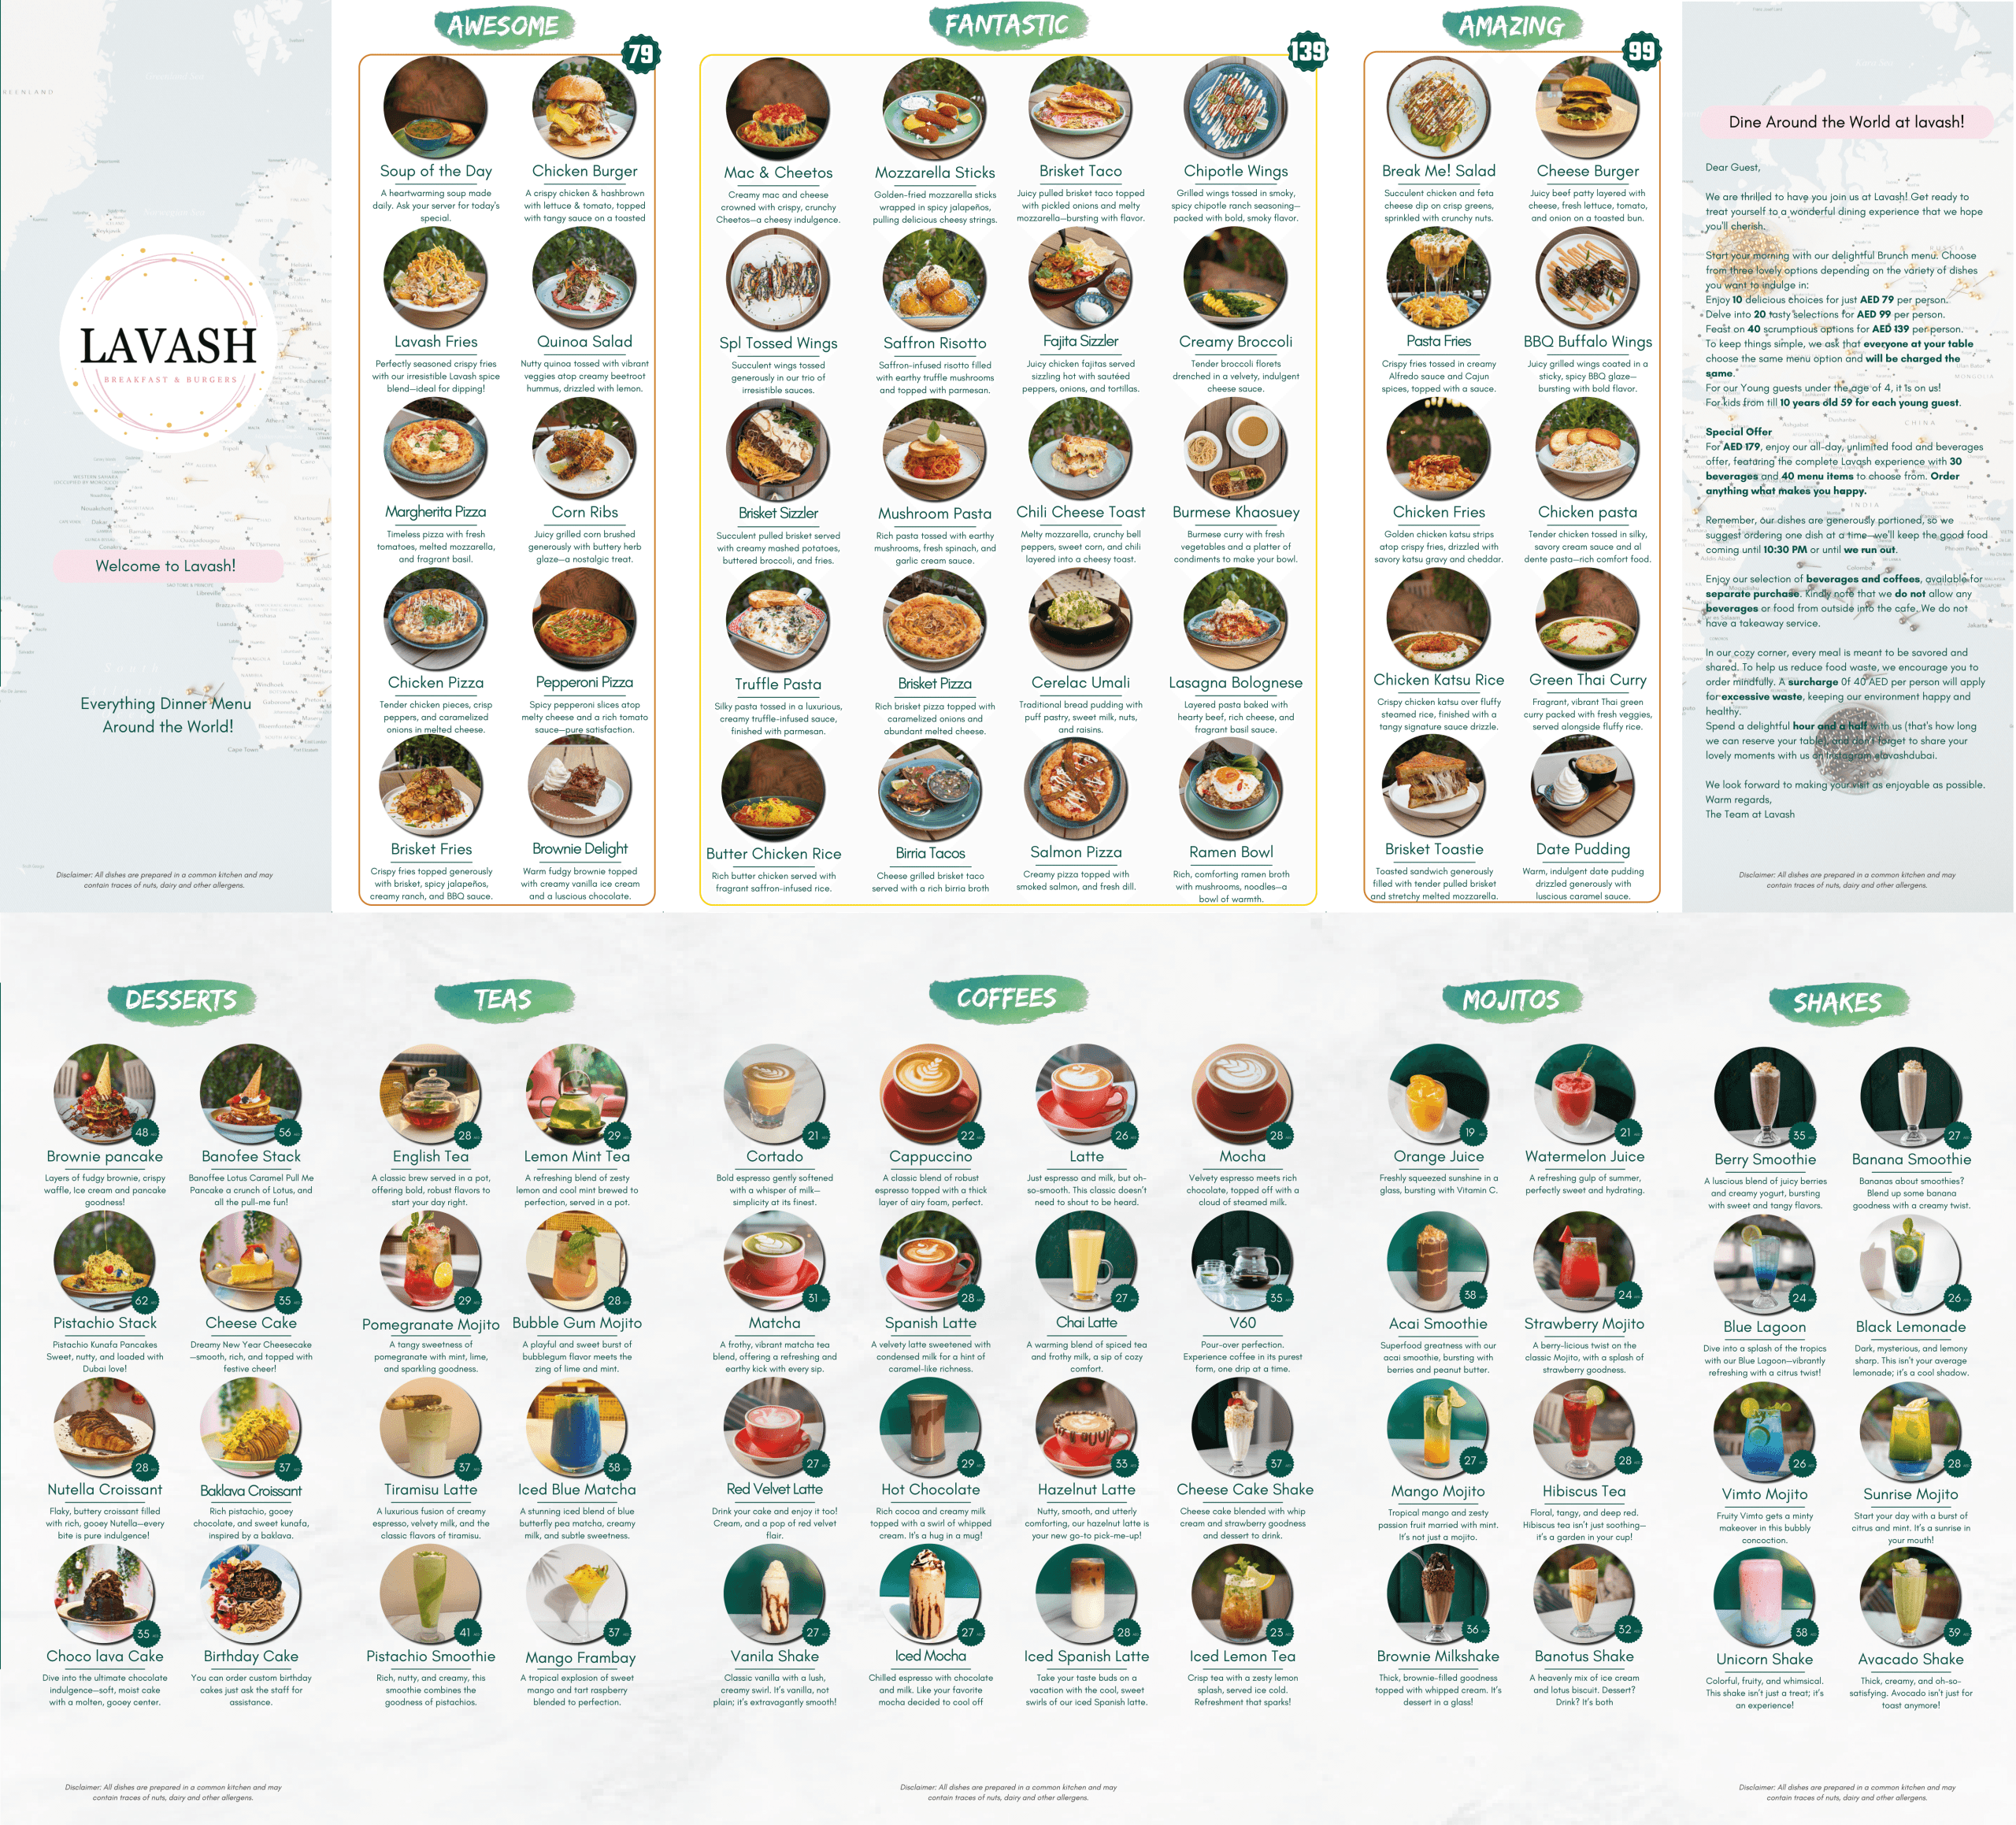 LAVASH
BREAKFAST & BURGERS
Welcome to Lavash!
Everything Dinner Menu
Around the World!
Disclaimer: All dishes are prepared in a common kitchen and may
contain traces of nuts, dairy and other allergens.
AWESOME
79
Soup of the Day
A heartwarming soup made
daily. Ask your server for today's
special.
Chicken Burger
A crispy chicken & hashbrown
with lettuce & tomato, topped
with tangy sauce on a toasted
Lavash Fries
Perfectly seasoned crispy fries
with our irresistible Lavash spice
blend—ideal for dipping!
Quinoa Salad
Nutty quinoa tossed with vibrant
veggies atop creamy beetroot
hummus, drizzled with lemon.
Margherita Pizza
Timeless pizza with fresh
tomatoes, melted mozzarella,
and fragrant basil.
Corn Ribs
Juicy grilled corn brushed
generously with buttery herb
glaze—a nostalgic treat.
Chicken Pizza
Tender chicken pieces, crisp
peppers, and caramelized
onions in melted cheese.
Pepperoni Pizza
Spicy pepperoni slices atop
melty cheese and a rich tomato
sauce—pure satisfaction.
Brisket Fries
Crispy fries topped generously
with brisket, spicy jalapeños,
creamy ranch, and BBQ sauce.
Brownie Delight
Warm fudgy brownie topped
with creamy vanilla ice cream
and a luscious chocolate.
FANTASTIC
139
Mac & Cheetos
Creamy mac and cheese
crowned with crispy, crunchy
Cheetos—a cheesy indulgence.
Mozzarella Sticks
Golden-fried mozzarella sticks
wrapped in spicy jalapeños,
pulling delicious cheesy strings.
Brisket Taco
Juicy pulled brisket taco topped
with pickled onions and melty
mozzarella—bursting with flavor.
Chipotle Wings
Grilled wings tossed in smoky,
spicy chipotle ranch seasoning—
packed with bold, smoky flavor.
Spl Tossed Wings
Succulent wings tossed
generously in our trio of
irresistible sauces.
Saffron Risotto
Saffron-infused risotto filled
with earthy truffle mushrooms
and topped with parmesan.
Fajita Sizzler
Juicy chicken fajitas served
sizzling hot with sautéed
peppers, onions, and tortillas.
Creamy Broccoli
Tender broccoli florets
drenched in a velvety, indulgent
cheese sauce.
Brisket Sizzler
Succulent pulled brisket served
with creamy mashed potatoes,
buttered broccoli, and fries.
Mushroom Pasta
Rich pasta tossed with earthy
mushrooms, fresh spinach, and
garlic cream sauce.
Chili Cheese Toast
Melty mozzarella, crunchy bell
peppers, sweet corn, and chili
layered into a cheesy toast.
Burmese Khaosuey
Burmese curry with fresh
vegetables and a platter of
condiments to make your bowl.
Truffle Pasta
Silky pasta tossed in a luxurious,
creamy truffle-infused sauce,
finished with parmesan.
Brisket Pizza
Rich brisket pizza topped with
caramelized onions and
abundant melted cheese.
Cerelac Umali
Traditional bread pudding with
puff pastry, sweet milk, nuts,
and raisins.
Lasagna Bolognese
Layered pasta baked with
hearty beef, rich cheese, and
fragrant basil sauce.
Butter Chicken Rice
Rich butter chicken served with
fragrant saffron-infused rice.
Birria Tacos
Cheese grilled brisket taco
served with a rich birria broth
Salmon Pizza
Creamy pizza topped with
smoked salmon, and fresh dill.
Ramen Bowl
Rich, comforting ramen broth
with mushrooms, noodles—a
bowl of warmth.
AMAZING
99
Break Me! Salad
Succulent chicken and feta
cheese dip on crisp greens,
sprinkled with crunchy nuts.
Cheese Burger
Juicy beef patty layered with
cheese, fresh lettuce, tomato,
and onion on a toasted bun.
Pasta Fries
Crispy fries tossed in creamy
Alfredo sauce and Cajun
spices, topped with a sauce.
BBQ Buffalo Wings
Juicy grilled wings coated in a
sticky, spicy BBQ glaze—
bursting with bold flavor.
Chicken Fries
Golden chicken katsu strips
atop crispy fries, drizzled with
savory katsu gravy and cheddar.
Chicken pasta
Tender chicken tossed in silky,
savory cream sauce and al
dente pasta—rich comfort food.
Chicken Katsu Rice
Crispy chicken katsu over fluffy
steamed rice, finished with a
tangy signature sauce drizzle.
Green Thai Curry
Fragrant, vibrant Thai green
curry packed with fresh veggies,
served alongside fluffy rice.
Brisket Toastie
Toasted sandwich generously
filled with tender pulled brisket
and stretchy melted mozzarella.
Date Pudding
Warm, indulgent date pudding
drizzled generously with
luscious caramel sauce.
Dine Around the World at lavash!
Dear Guest,
We are thrilled to have you join us at Lavash! Get ready to
treat yourself to a wonderful dining experience that we hope
you'll cherish.
Start your morning with our delightful Brunch menu. Choose
from three lovely options depending on the variety of dishes
you want to indulge in:
Enjoy 10 delicious choices for just AED 79 per person.
Delve into 20 tasty selections for AED 99 per person.
Feast on 40 scrumptious options for AED 139 per person.
To keep things simple, we ask that everyone at your table
choose the same menu option and will be charged the
same.
For our Young guests under the age of 4, it is on us!
For kids from till 10 years old 59 for each young guest.
Special Offer
For AED 179, enjoy our all-day, unlimited food and beverages
offer, featuring the complete Lavash experience with 30
beverages and 40 menu items to choose from. Order
anything what makes you happy.
Remember, our dishes are generously portioned, so we
suggest ordering one dish at a time—we'll keep the good food
coming until 10:30 PM or until we run out.
Enjoy our selection of beverages and coffees, available for
separate purchase. Kindly note that we do not allow any
beverages or food from outside into the cafe. We do not
have a takeaway service.
In our cozy corner, every meal is meant to be savored and
shared. To help us reduce food waste, we encourage you to
order mindfully. A surcharge 0f 40 AED per person will apply
for excessive waste, keeping our environment happy and
healthy.
Spend a delightful hour and a half with us (that's how long
we can reserve your table), and don't forget to share your
lovely moments with us on Instagram @lavashdubai.
We look forward to making your visit as enjoyable as possible.
Warm regards,
The Team at Lavash
Disclaimer: All dishes are prepared in a common kitchen and may
contain traces of nuts, dairy and other allergens.
DESSERTS
48
Brownie pancake
Layers of fudgy brownie, crispy
waffle, Ice cream and pancake
goodness!
56
Banofee Stack
Banoffee Lotus Caramel Pull Me
Pancake a crunch of Lotus, and
all the pull-me fun!
62
Pistachio Stack
Pistachio Kunafa Pancakes
Sweet, nutty, and loaded with
Dubai love!
35
Cheese Cake
Dreamy New Year Cheesecake
—smooth, rich, and topped with
festive cheer!
28
Nutella Croissant
Flaky, buttery croissant filled
with rich, gooey Nutella—every
bite is pure indulgence!
37
Baklava Croissant
Rich pistachio, gooey
chocolate, and sweet kunafa,
inspired by a baklava.
35
Choco lava Cake
Dive into the ultimate chocolate
indulgence—soft, moist cake
with a molten, gooey center.
Birthday Cake
You can order custom birthday
cakes just ask the staff for
assistance.
Disclaimer: All dishes are prepared in a common kitchen and may
contain traces of nuts, dairy and other allergens.
TEAS
28
English Tea
A classic brew served in a pot,
offering bold, robust flavors to
start your day right.
29
Lemon Mint Tea
A refreshing blend of zesty
lemon and cool mint brewed to
perfection, served in a pot.
29
Pomegranate Mojito
A tangy sweetness of
pomegranate with mint, lime,
and sparkling goodness.
28
Bubble Gum Mojito
A playful and sweet burst of
bubblegum flavor meets the
zing of lime and mint.
37
Tiramisu Latte
A luxurious fusion of creamy
espresso, velvety milk, and the
classic flavors of tiramisu.
38
Iced Blue Matcha
A stunning iced blend of blue
butterfly pea matcha, creamy
milk, and subtle sweetness.
41
Pistachio Smoothie
Rich, nutty, and creamy, this
smoothie combines the
goodness of pistachios.
37
Mango Frambay
A tropical explosion of sweet
mango and tart raspberry
blended to perfection.
COFFEES
21
Cortado
Bold espresso gently softened
with a whisper of milk—
simplicity at its finest.
22
Cappuccino
A classic blend of robust
espresso topped with a thick
layer of airy foam, perfect.
26
Latte
Just espresso and milk, but oh-
so-smooth. This classic doesn't
need to shout to be heard.
28
Mocha
Velvety espresso meets rich
chocolate, topped off with a
cloud of steamed milk.
31
Matcha
A frothy, vibrant matcha tea
blend, offering a refreshing and
earthy kick with every sip.
28
Spanish Latte
A velvety latte sweetened with
condensed milk for a hint of
caramel-like richness.
27
Chai Latte
A warming blend of spiced tea
and frothy milk, a sip of cozy
comfort.
35
V60
Pour-over perfection.
Experience coffee in its purest
form, one drip at a time.
27
Red Velvet Latte
Drink your cake and enjoy it too!
Cream, and a pop of red velvet
flair.
29
Hot Chocolate
Rich cocoa and creamy milk
topped with a swirl of whipped
cream. It's a hug in a mug!
33
Hazelnut Latte
Nutty, smooth, and utterly
comforting, our hazelnut latte is
your new go-to pick-me-up!
37
Cheese Cake Shake
Cheese cake blended with whip
cream and strawberry goodness
and dessert to drink.
27
Vanila Shake
Classic vanilla with a lush,
creamy swirl. It's vanilla, not
plain; it's extravagantly smooth!
27
Iced Mocha
Chilled espresso with chocolate
and milk. Like your favorite
mocha decided to cool off
28
Iced Spanish Latte
Take your taste buds on a
vacation with the cool, sweet
swirls of our iced Spanish latte.
23
Iced Lemon Tea
Crisp tea with a zesty lemon
splash, served ice cold.
Refreshment that sparks!
Disclaimer: All dishes are prepared in a common kitchen and may
contain traces of nuts, dairy and other allergens.
MOJITOS
19
Orange Juice
Freshly squeezed sunshine in a
glass, bursting with Vitamin C.
21
Watermelon Juice
A refreshing gulp of summer,
perfectly sweet and hydrating.
38
Acai Smoothie
Superfood greatness with our
acai smoothie, bursting with
berries and peanut butter.
24
Strawberry Mojito
A berry-licious twist on the
classic Mojito, with a splash of
strawberry goodness.
27
Mango Mojito
Tropical mango and zesty
passion fruit married with mint.
It's not just a mojito.
28
Hibiscus Tea
Floral, tangy, and deep red.
Hibiscus tea isn't just soothing—
it's a garden in your cup!
36
Brownie Milkshake
Thick, brownie-filled goodness
topped with whipped cream. It's
dessert in a glass!
32
Banotus Shake
A heavenly mix of ice cream
and lotus biscuit. Dessert?
Drink? It's both
SHAKES
35
Berry Smoothie
A luscious blend of juicy berries
and creamy yogurt, bursting
with sweet and tangy flavors.
27
Banana Smoothie
Bananas about smoothies?
Blend up some banana
goodness with a creamy twist.
24
Blue Lagoon
Dive into a splash of the tropics
with our Blue Lagoon—vibrantly
refreshing with a citrus twist!
26
Black Lemonade
Dark, mysterious, and lemony
sharp. This isn't your average
lemonade; it's a cool shadow.
26
Vimto Mojito
Fruity Vimto gets a minty
makeover in this bubbly
concoction.
28
Sunrise Mojito
Start your day with a burst of
citrus and mint. It's a sunrise in
your mouth!
38
Unicorn Shake
Colorful, fruity, and whimsical.
This shake isn't just a treat; it's
an experience!
39
Avacado Shake
Thick, creamy, and oh-so-
satisfying. Avocado isn't just for
toast anymore!
Disclaimer: All dishes are prepared in a common kitchen and may
contain traces of nuts, dairy and other allergens.